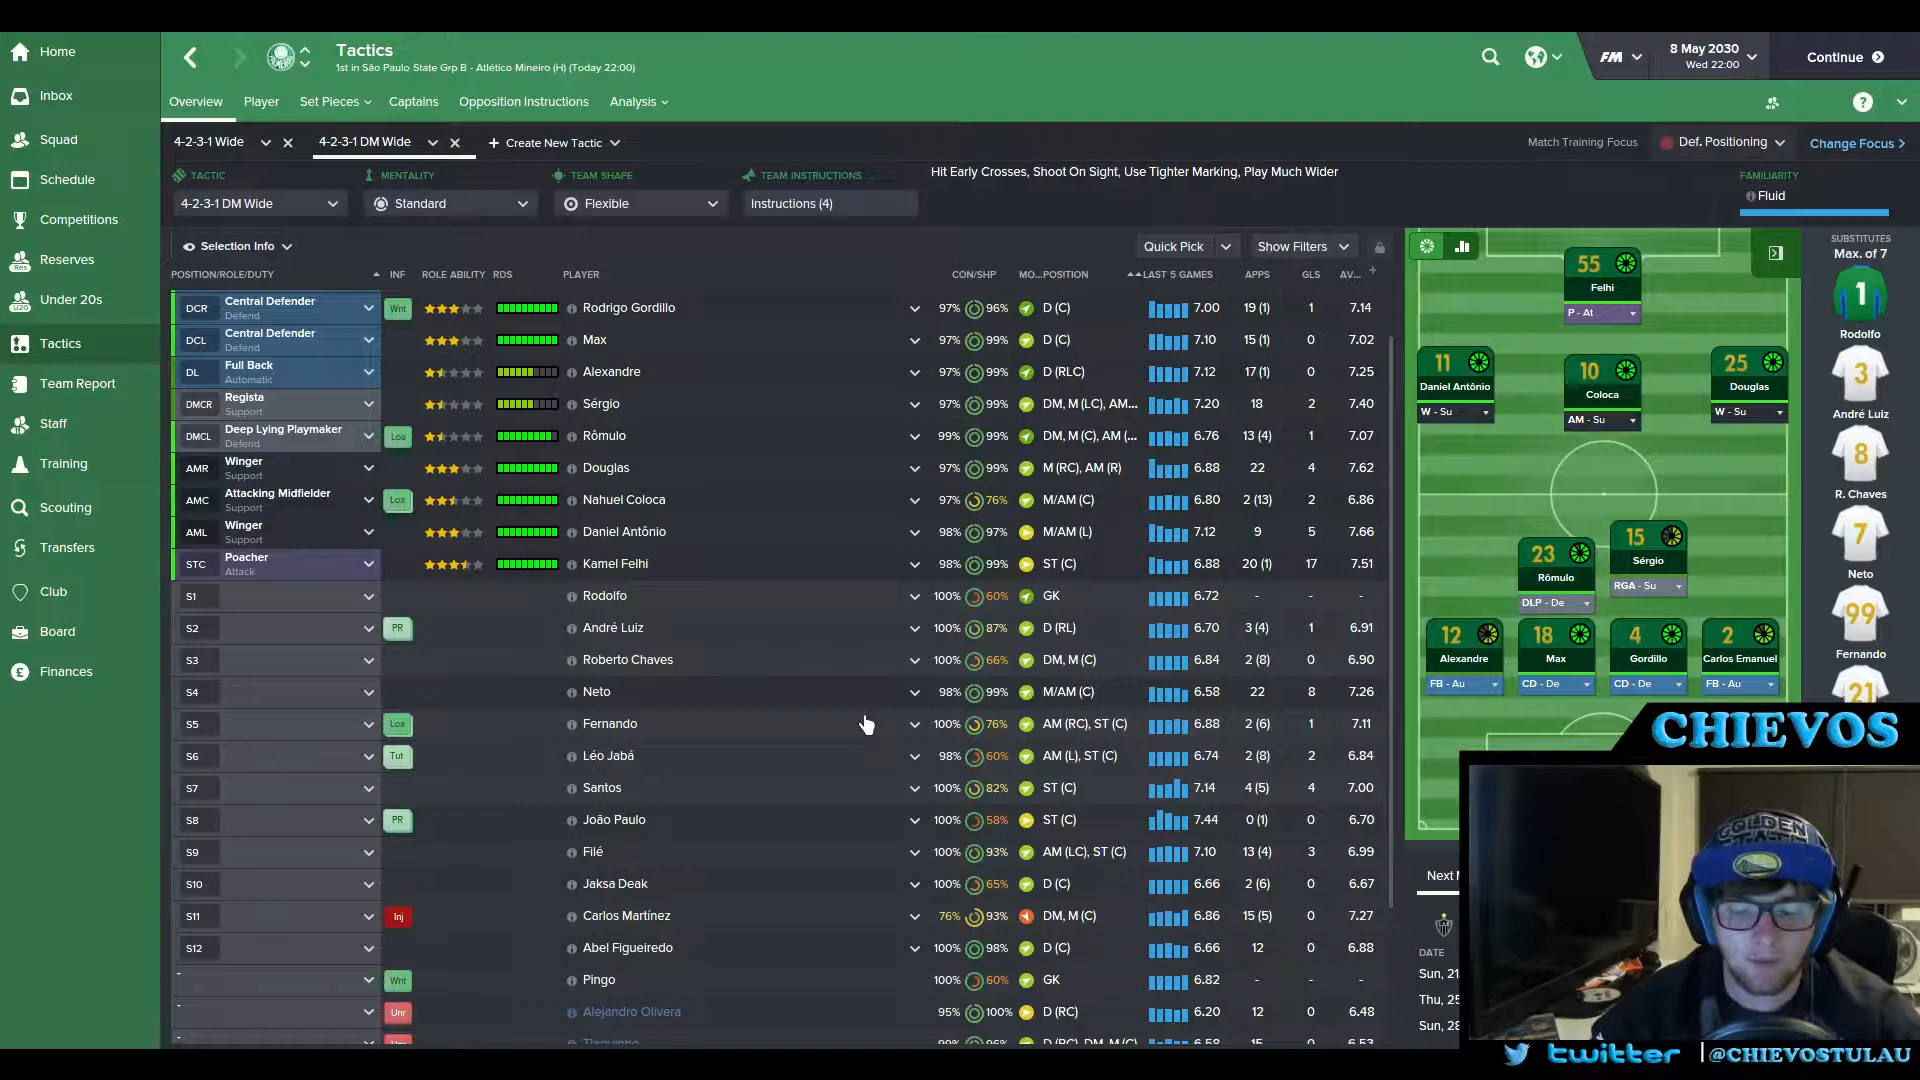 Home
Inbox
Squad
Schedule
Competitions
Reserves
Under 20s
Tactics
Team Report
Staff
Training
Scouting
Transfers
Club
Board
Finances
Tactics
1st in São Paulo State Grp B - Atlético Mineiro (H) (Today 22:00)
FM
8 May 2030
Wed 22:00
Continue
Overview Player Set Pieces Captains Opposition Instructions Analysis
4-2-3-1 Wide 4-2-3-1 DM Wide + Create New Tactic
Match Training Focus Def. Positioning Change Focus >
TACTIC MENTALITY TEAM SHAPE TEAM INSTRUCTIONS
4-2-3-1 DM Wide Standard Flexible Instructions (4)
Hit Early Crosses, Shoot On Sight, Use Tighter Marking, Play Much Wider
FAMILIARITY
Fluid
Selection Info Quick Pick Show Filters
POSITION/ROLE/DUTY INF ROLE ABILITY RDS PLAYER CON/SHP MO... POSITION LAST 5 GAMES APPS GLS AV...
DCR Central Defender Defend Wnt Rodrigo Gordillo 97% 96% D (C) 7.00 19 (1) 1 7.14
DCL Central Defender Defend Max 97% 99% D (C) 7.10 15 (1) 0 7.02
DL Full Back Automatic Alexandre 97% 99% D (RLC) 7.12 17 (1) 0 7.25
DMCR Regista Support Sérgio 97% 99% DM, M (LC), AM... 7.20 18 2 7.40
DMCL Deep Lying Playmaker Defend Loa Rômulo 99% 99% DM, M (C), AM (... 6.76 13 (4) 1 7.07
AMR Winger Support Douglas 97% 99% M (RC), AM (R) 6.88 22 4 7.62
AMC Attacking Midfielder Support Loa Nahuel Coloca 97% 76% M/AM (C) 6.80 2 (13) 2 6.86
AML Winger Support Daniel Antônio 98% 97% M/AM (L) 7.12 9 5 7.66
STC Poacher Attack Kamel Felhi 98% 99% ST (C) 6.88 20 (1) 17 7.51
S1 Rodolfo 100% 60% GK 6.72 - - -
S2 PR André Luiz 100% 87% D (RL) 6.70 3 (4) 1 6.91
S3 Roberto Chaves 100% 66% DM, M (C) 6.84 2 (8) 0 6.90
S4 Neto 98% 99% M/AM (C) 6.58 22 8 7.26
S5 Loa Fernando 100% 76% AM (RC), ST (C) 6.88 2 (6) 1 7.11
S6 Tut Léo Jabá 98% 60% AM (L), ST (C) 6.74 2 (8) 2 6.84
S7 Santos 100% 82% ST (C) 7.14 4 (5) 4 7.00
S8 PR João Paulo 100% 58% ST (C) 7.44 0 (1) 0 6.70
S9 Filé 100% 93% AM (LC), ST (C) 7.10 13 (4) 3 6.99
S10 Jaksa Deak 100% 65% D (C) 6.66 2 (6) 0 6.67
S11 Inj Carlos Martínez 76% 93% DM, M (C) 6.86 15 (5) 0 7.27
S12 Abel Figueiredo 100% 98% D (C) 6.66 12 0 6.88
- Wnt Pingo 100% 60% GK 6.82 - - -
- Unr Alejandro Olivera 95% 100% D (RC) 6.20 12 0 6.48
55
Felhi
P - At
11 10 25
Daniel Antônio Coloca Douglas
W - Su AM - Su W - Su
23 15
Rômulo Sérgio
DLP - De RGA - Su
12 18 4 2
Alexandre Max Gordillo Carlos Emanuel
FB - Au CD - De CD - De FB - Au
SUBSTITUTES
Max. of 7
1
Rodolfo
3
André Luiz
8
R. Chaves
7
Neto
99
Fernando
21
Next
DATE
Sun, 21
Thu, 25
Sun, 28
CHIEVOS
GOLDEN STATE
twitter | @CHIEVOSTULAU